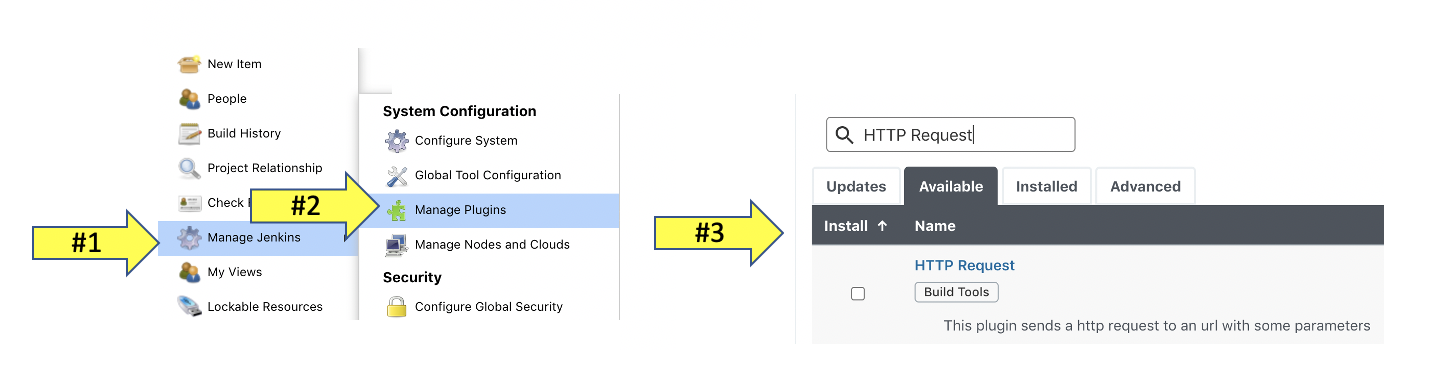 New Item
People
Build History
Project Relationship
Check
Manage Jenkins
My Views
Lockable Resources
#1
System Configuration
Configure System
Global Tool Configuration
Manage Plugins
Manage Nodes and Clouds
Security
Configure Global Security
#2
#3
HTTP Request
Updates
Available
Installed
Advanced
Install ↑ Name
HTTP Request
Build Tools
This plugin sends a http request to an url with some parameters